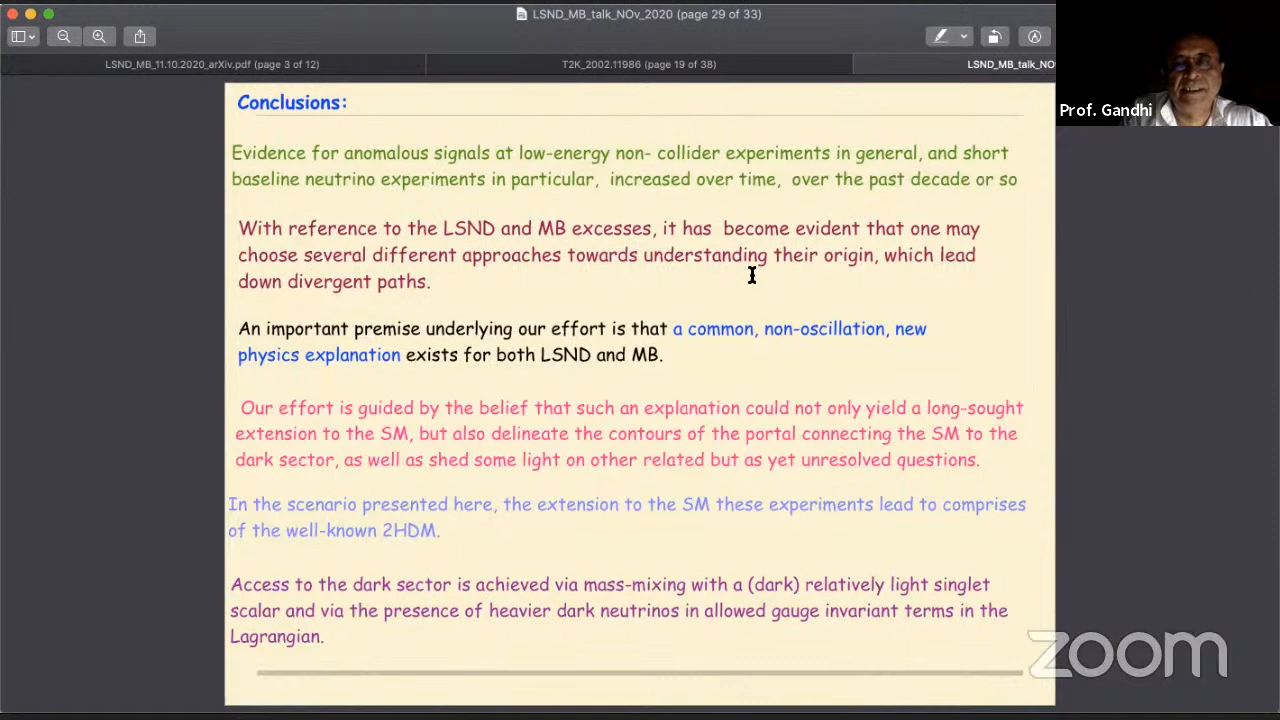 LSND_MB_talk_NOv_2020 (page 29 of 33)
LSND_MB_11.10.2020_arXiv.pdf (page 3 of 12)
T2K_2002.11986 (page 19 of 38)
LSND_MB_talk_NO
Prof. Gandhi
Conclusions:
Evidence for anomalous signals at low-energy non- collider experiments in general, and short
baseline neutrino experiments in particular, increased over time, over the past decade or so
With reference to the LSND and MB excesses, it has become evident that one may
choose several different approaches towards understanding their origin, which lead
down divergent paths.
An important premise underlying our effort is that a common, non-oscillation, new
physics explanation exists for both LSND and MB.
Our effort is guided by the belief that such an explanation could not only yield a long-sought
extension to the SM, but also delineate the contours of the portal connecting the SM to the
dark sector, as well as shed some light on other related but as yet unresolved questions.
In the scenario presented here, the extension to the SM these experiments lead to comprises
of the well-known 2HDM.
Access to the dark sector is achieved via mass-mixing with a (dark) relatively light singlet
scalar and via the presence of heavier dark neutrinos in allowed gauge invariant terms in the
Lagrangian.
zoom